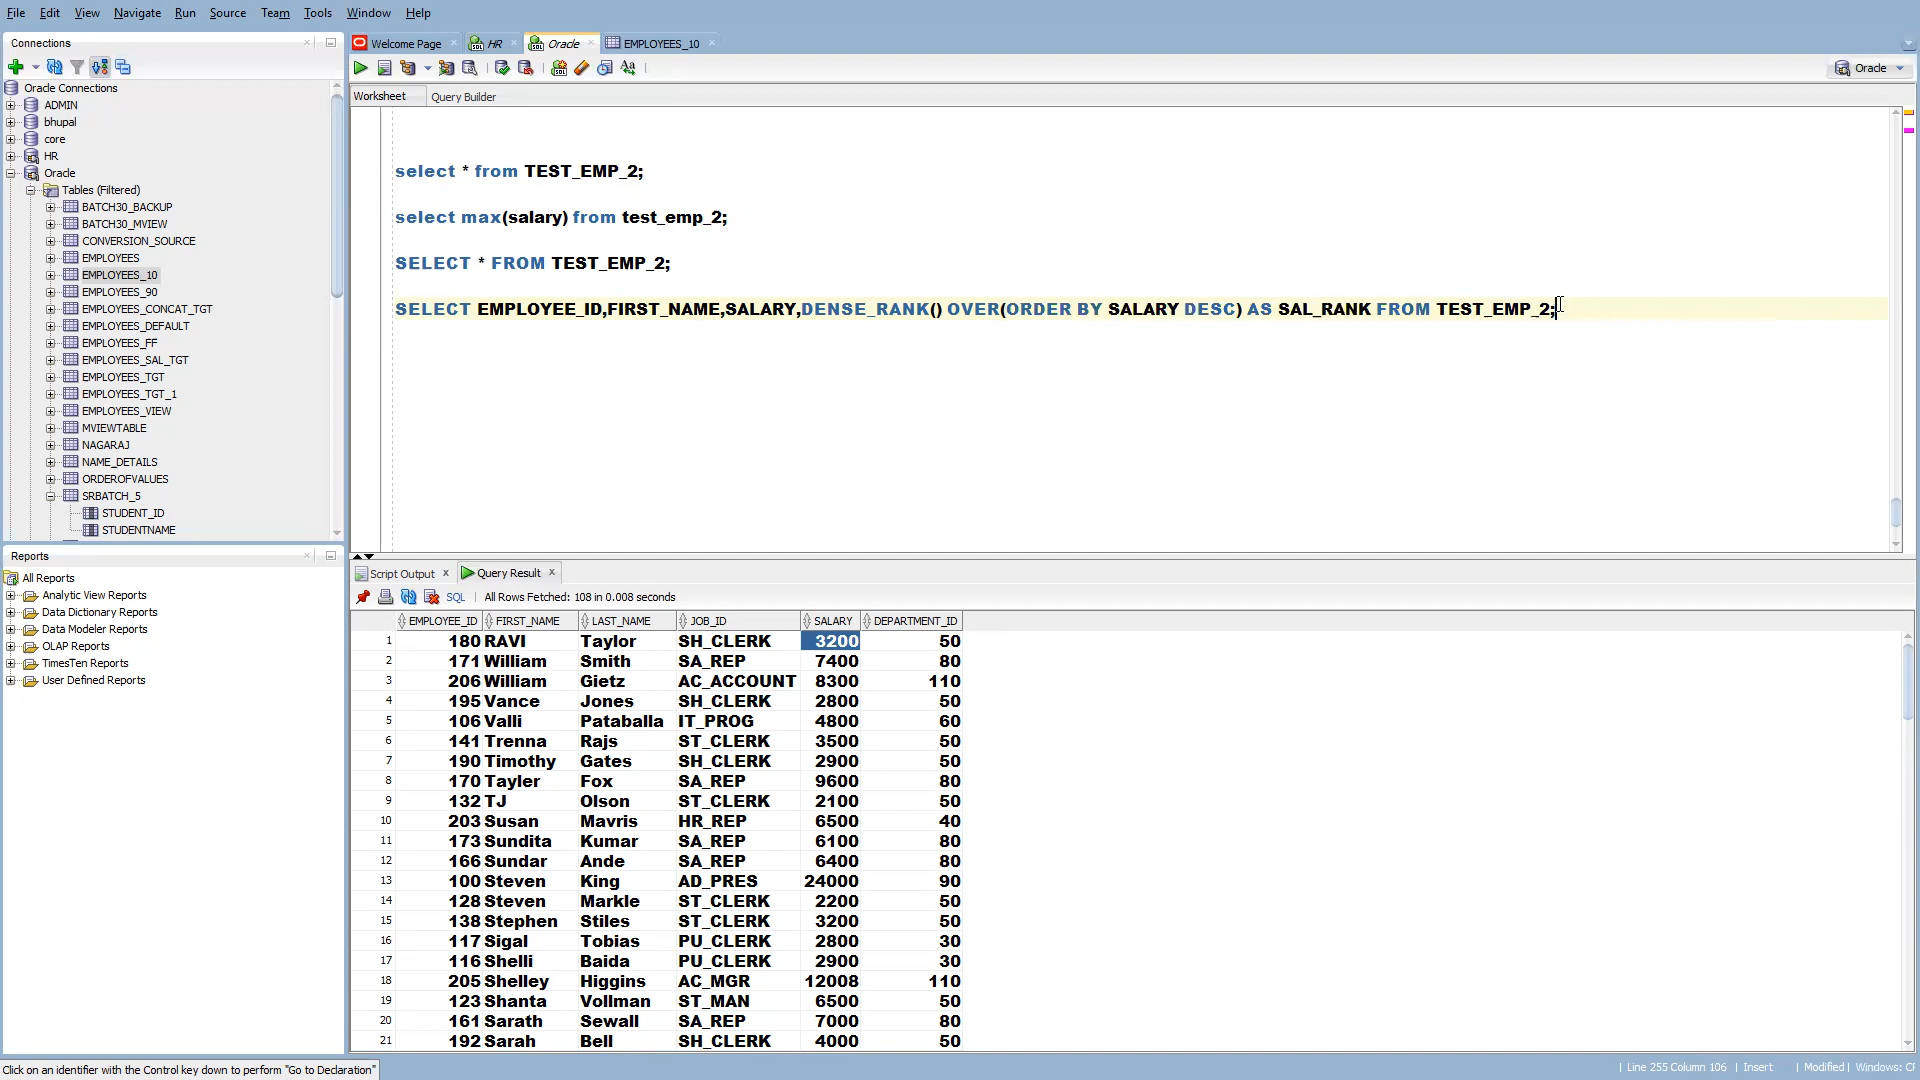 File Edit View Navigate Run Source Team Tools Window Help
Connections
Oracle Connections
ADMIN
bhupal
core
HR
Oracle
Tables (Filtered)
BATCH30_BACKUP
BATCH30_MVIEW
CONVERSION_SOURCE
EMPLOYEES
EMPLOYEES_10
EMPLOYEES_90
EMPLOYEES_CONCAT_TGT
EMPLOYEES_DEFAULT
EMPLOYEES_FF
EMPLOYEES_SAL_TGT
EMPLOYEES_TGT
EMPLOYEES_TGT_1
EMPLOYEES_VIEW
MVIEWTABLE
NAGARAJ
NAME_DETAILS
ORDEROFVALUES
SRBATCH_5
STUDENT_ID
STUDENTNAME
Reports
All Reports
Analytic View Reports
Data Dictionary Reports
Data Modeler Reports
OLAP Reports
TimesTen Reports
User Defined Reports
Welcome Page HR Oracle EMPLOYEES_10
Oracle
Worksheet Query Builder
select * from TEST_EMP_2;
select max(salary) from test_emp_2;
SELECT * FROM TEST_EMP_2;
SELECT EMPLOYEE_ID,FIRST_NAME,SALARY,DENSE_RANK() OVER(ORDER BY SALARY DESC) AS SAL_RANK FROM TEST_EMP_2;
Script Output Query Result
SQL All Rows Fetched: 108 in 0.008 seconds
EMPLOYEE_ID FIRST_NAME LAST_NAME JOB_ID SALARY DEPARTMENT_ID
1 180 RAVI Taylor SH_CLERK 3200 50
2 171 William Smith SA_REP 7400 80
3 206 William Gietz AC_ACCOUNT 8300 110
4 195 Vance Jones SH_CLERK 2800 50
5 106 Valli Pataballa IT_PROG 4800 60
6 141 Trenna Rajs ST_CLERK 3500 50
7 190 Timothy Gates SH_CLERK 2900 50
8 170 Tayler Fox SA_REP 9600 80
9 132 TJ Olson ST_CLERK 2100 50
10 203 Susan Mavris HR_REP 6500 40
11 173 Sundita Kumar SA_REP 6100 80
12 166 Sundar Ande SA_REP 6400 80
13 100 Steven King AD_PRES 24000 90
14 128 Steven Markle ST_CLERK 2200 50
15 138 Stephen Stiles ST_CLERK 3200 50
16 117 Sigal Tobias PU_CLERK 2800 30
17 116 Shelli Baida PU_CLERK 2900 30
18 205 Shelley Higgins AC_MGR 12008 110
19 123 Shanta Vollman ST_MAN 6500 50
20 161 Sarath Sewall SA_REP 7000 80
21 192 Sarah Bell SH_CLERK 4000 50
Click on an identifier with the Control key down to perform "Go to Declaration"
Line 255 Column 106 Insert Modified Windows: